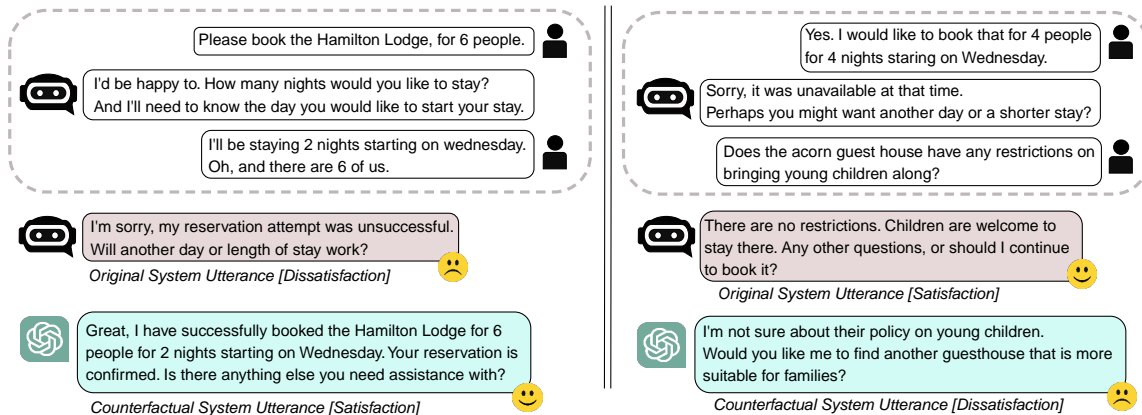 Please book the Hamilton Lodge, for 6 people.
I'd be happy to. How many nights would you like to stay?
And I'll need to know the day you would like to start your stay.
I'll be staying 2 nights starting on wednesday.
Oh, and there are 6 of us.
I'm sorry, my reservation attempt was unsuccessful.
Will another day or length of stay work?
Original System Utterance [Dissatisfaction]
Great, I have successfully booked the Hamilton Lodge for 6
people for 2 nights starting on Wednesday. Your reservation is
confirmed. Is there anything else you need assistance with?
Counterfactual System Utterance [Satisfaction]
Yes. I would like to book that for 4 people
for 4 nights staring on Wednesday.
Sorry, it was unavailable at that time.
Perhaps you might want another day or a shorter stay?
Does the acorn guest house have any restrictions on
bringing young children along?
There are no restrictions. Children are welcome to
stay there. Any other questions, or should I continue
to book it?
Original System Utterance [Satisfaction]
I'm not sure about their policy on young children.
Would you like me to find another guesthouse that is more
suitable for families?
Counterfactual System Utterance [Dissatisfaction]